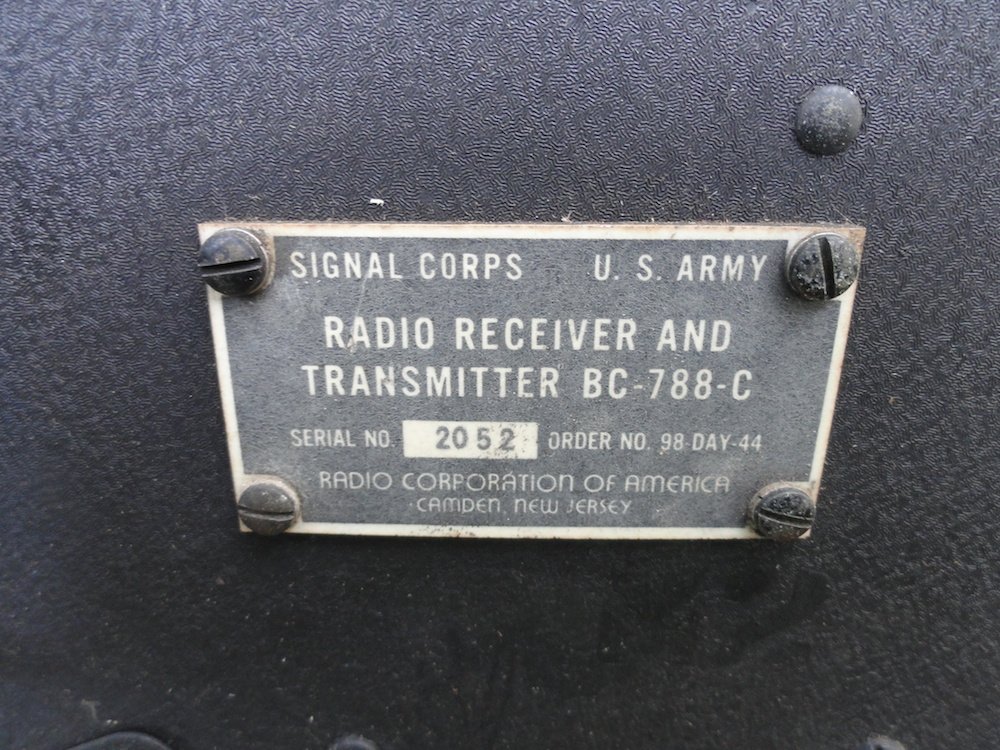 SIGNAL CORPS U. S. ARMY
RADIO RECEIVER AND
TRANSMITTER BC-788-C
SERIAL NO. 2052 ORDER NO. 98-DAY-44
RADIO CORPORATION OF AMERICA
CAMDEN, NEW JERSEY